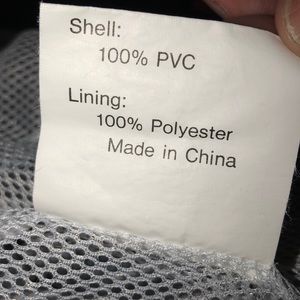 Shell:
100% PVC
Lining:
100% Polyester
Made in China